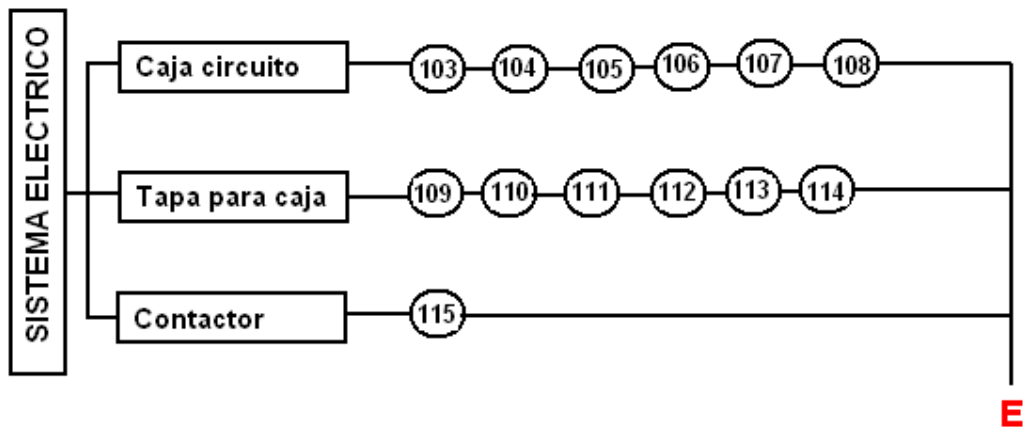 SISTEMA ELECTRICO
Caja circuito
103 104 105 106 107 108
Tapa para caja
109 110 111 112 113 114
Contactor
115
E